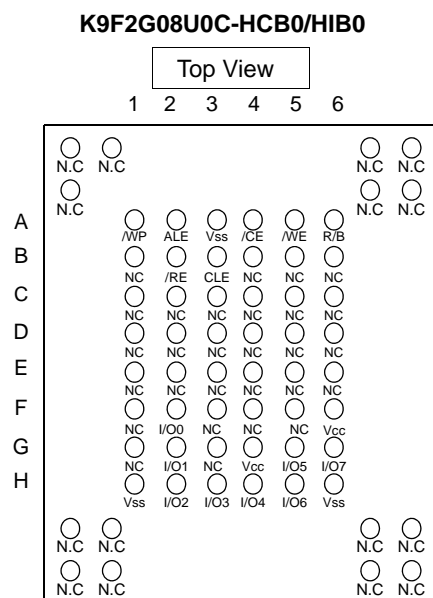 K9F2G08U0C-HCB0/HIB0
Top View
1 2 3 4 5 6
N.C N.C N.C N.C
N.C N.C N.C
A
/WP ALE Vss /CE /WE R/B
B
NC /RE CLE NC NC NC
C
NC NC NC NC NC NC
D
NC NC NC NC NC NC
E
NC NC NC NC NC NC
F
NC I/O0 NC NC NC Vcc
G
NC I/O1 NC Vcc I/O5 I/O7
H
Vss I/O2 I/O3 I/O4 I/O6 Vss
N.C N.C N.C N.C
N.C N.C N.C N.C